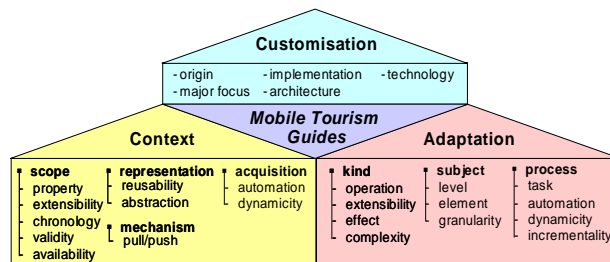 Customisation
- origin - implementation - technology
- major focus - architecture
Mobile Tourism
Guides
Context
▪ scope
property
extensibility
chronology
validity
availability
▪ representation
reusability
abstraction
▪ mechanism
pull/push
▪ acquisition
automation
dynamicity
Adaptation
▪ kind
operation
extensibility
effect
complexity
▪ subject
level
element
granularity
▪ process
task
automation
dynamicity
incrementality